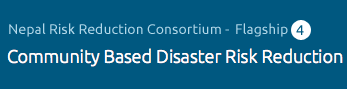 Nepal Risk Reduction Consortium - Flagship 4
Community Based Disaster Risk Reduction